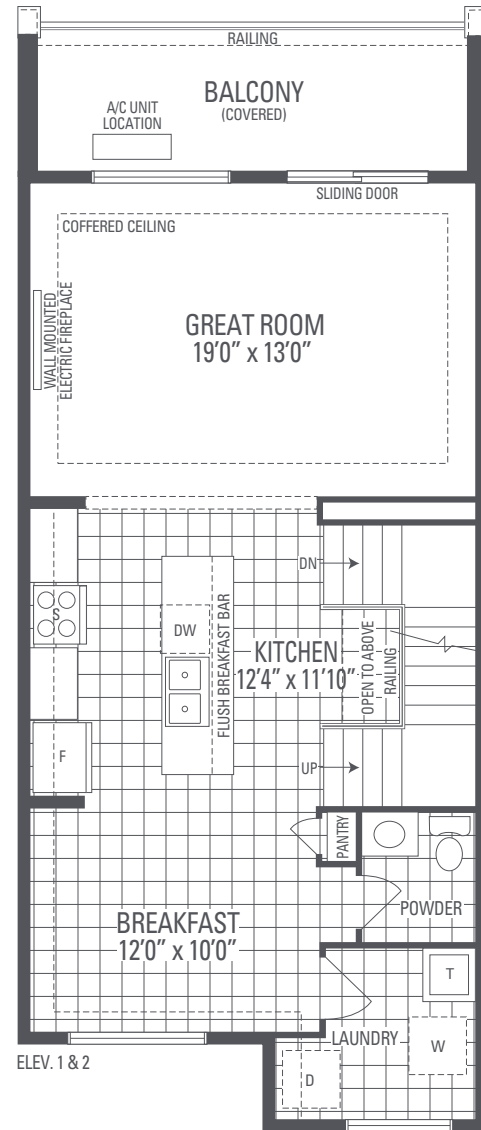 RAILING
BALCONY
(COVERED)
A/C UNIT
LOCATION
SLIDING DOOR
COFFERED CEILING
WALL MOUNTED
ELECTRIC FIREPLACE
GREAT ROOM
19'0" x 13'0"
DN
S
DW
FLUSH BREAKFAST BAR
KITCHEN
12'4" x 11'10"
OPEN TO ABOVE
RAILING
F
UP
PANTRY
POWDER
BREAKFAST
12'0" x 10'0"
T
LAUNDRY
W
D
ELEV. 1 & 2